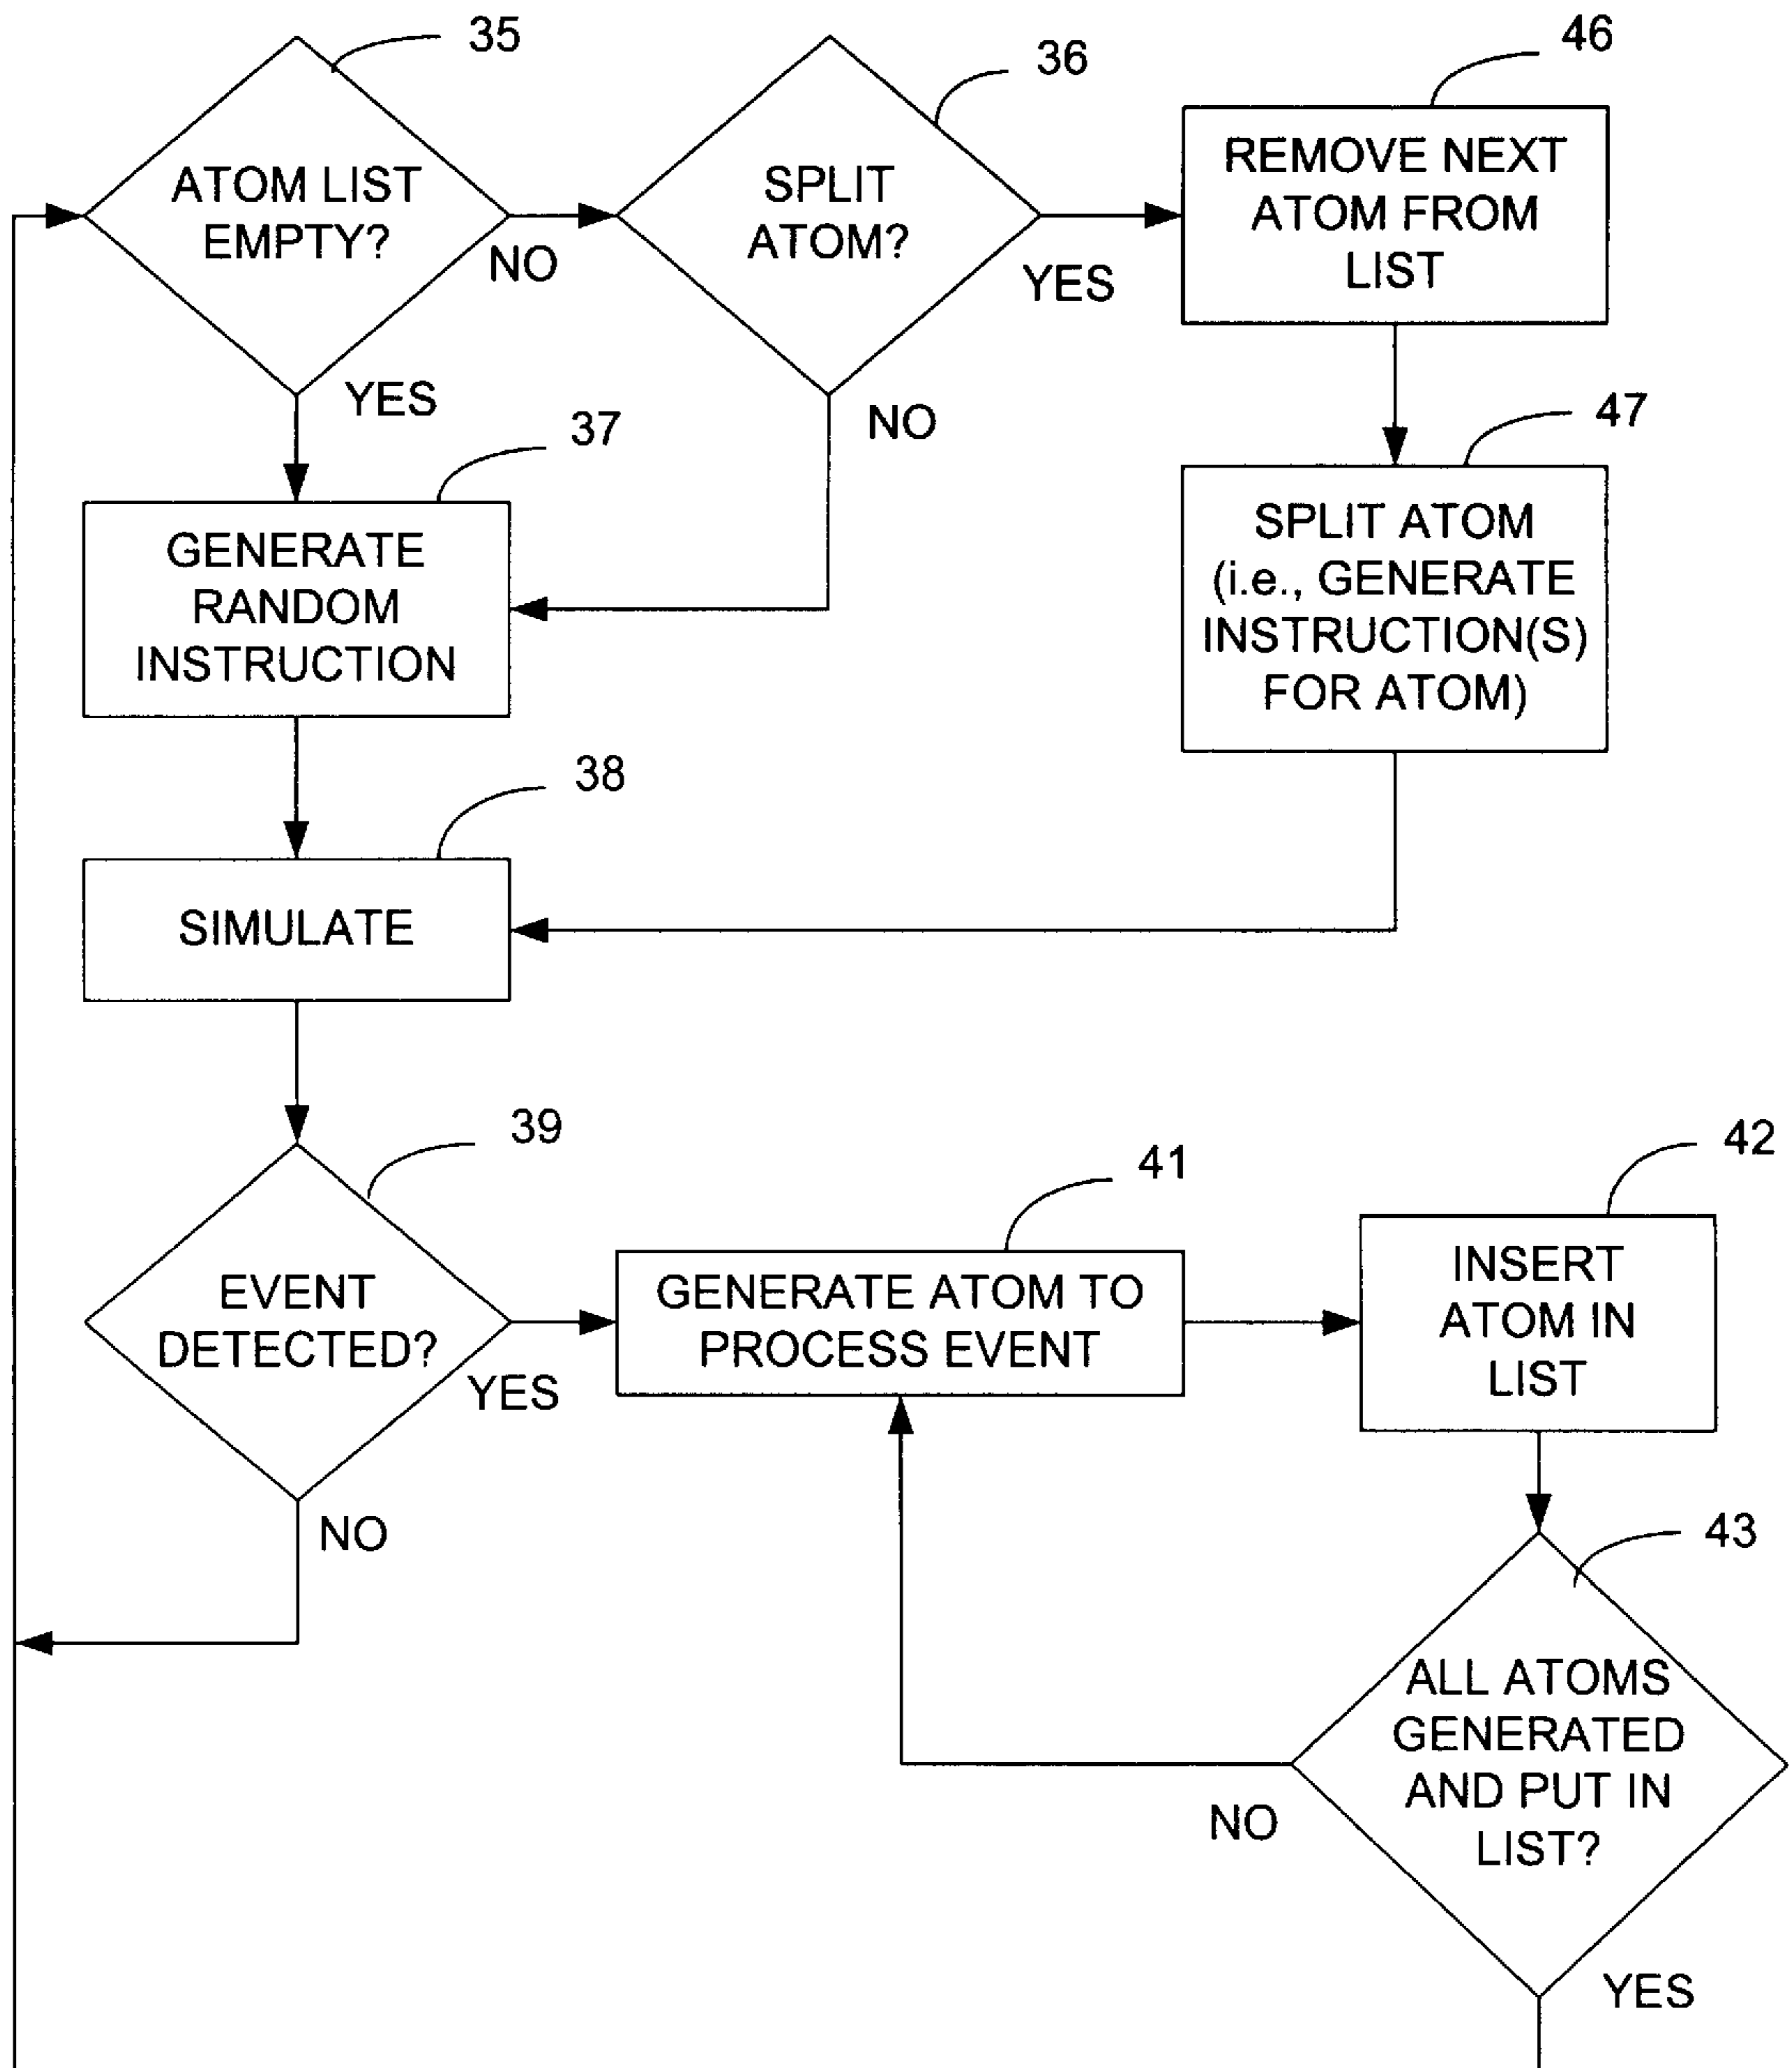 35
36
46
ATOM LIST
EMPTY?
NO
SPLIT
ATOM?
YES
REMOVE NEXT
ATOM FROM
LIST
YES
NO
37
47
GENERATE
RANDOM
INSTRUCTION
SPLIT ATOM
(i.e., GENERATE
INSTRUCTION(S)
FOR ATOM)
38
SIMULATE
39
41
42
EVENT
DETECTED?
YES
GENERATE ATOM TO
PROCESS EVENT
INSERT
ATOM IN
LIST
NO
43
ALL ATOMS
GENERATED
AND PUT IN
LIST?
NO
YES